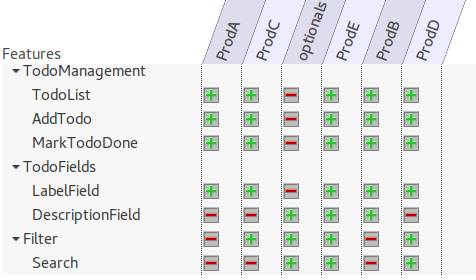 ProdA
ProdC
optionals
ProdE
ProdB
ProdD
Features
TodoManagement
TodoList
AddTodo
MarkTodoDone
TodoFields
LabelField
DescriptionField
Filter
Search